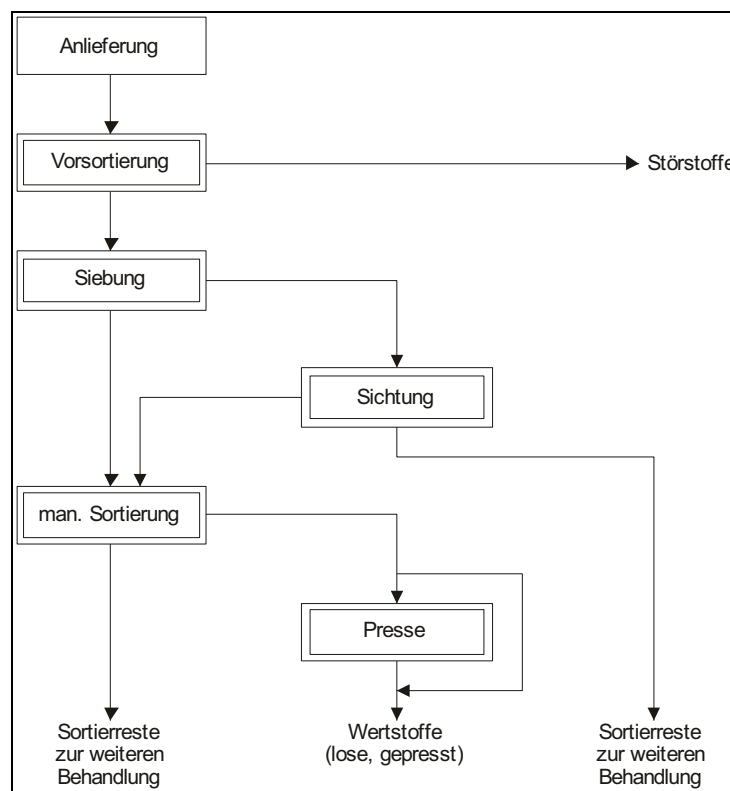 Anlieferung
Vorsortierung
Störstoffe
Siebung
Sichtung
man. Sortierung
Presse
Sortierreste
zur weiteren
Behandlung
Wertstoffe
(lose, gepresst)
Sortierreste
zur weiteren
Behandlung